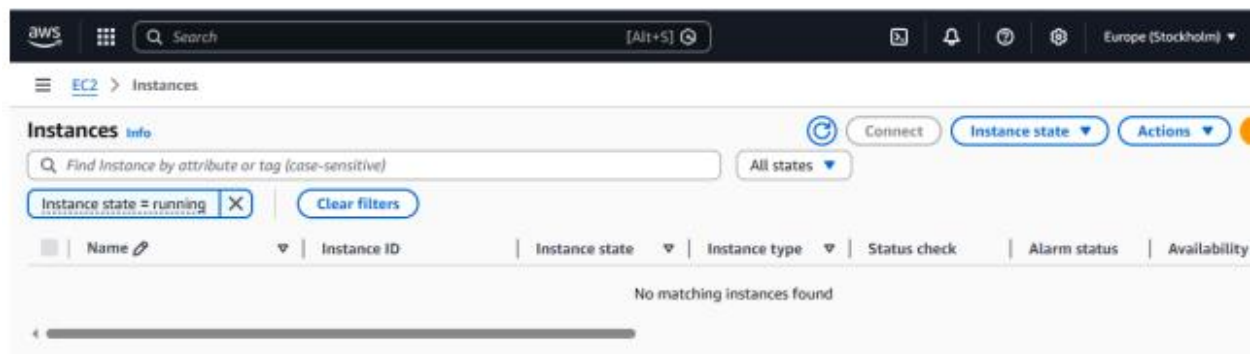 aws Search [Alt+S] Europe (Stockholm)
EC2 > Instances
Instances Info Connect Instance state Actions
Find Instance by attribute or tag (case-sensitive) All states
Instance state = running Clear filters
Name Instance ID Instance state Instance type Status check Alarm status Availability
No matching instances found